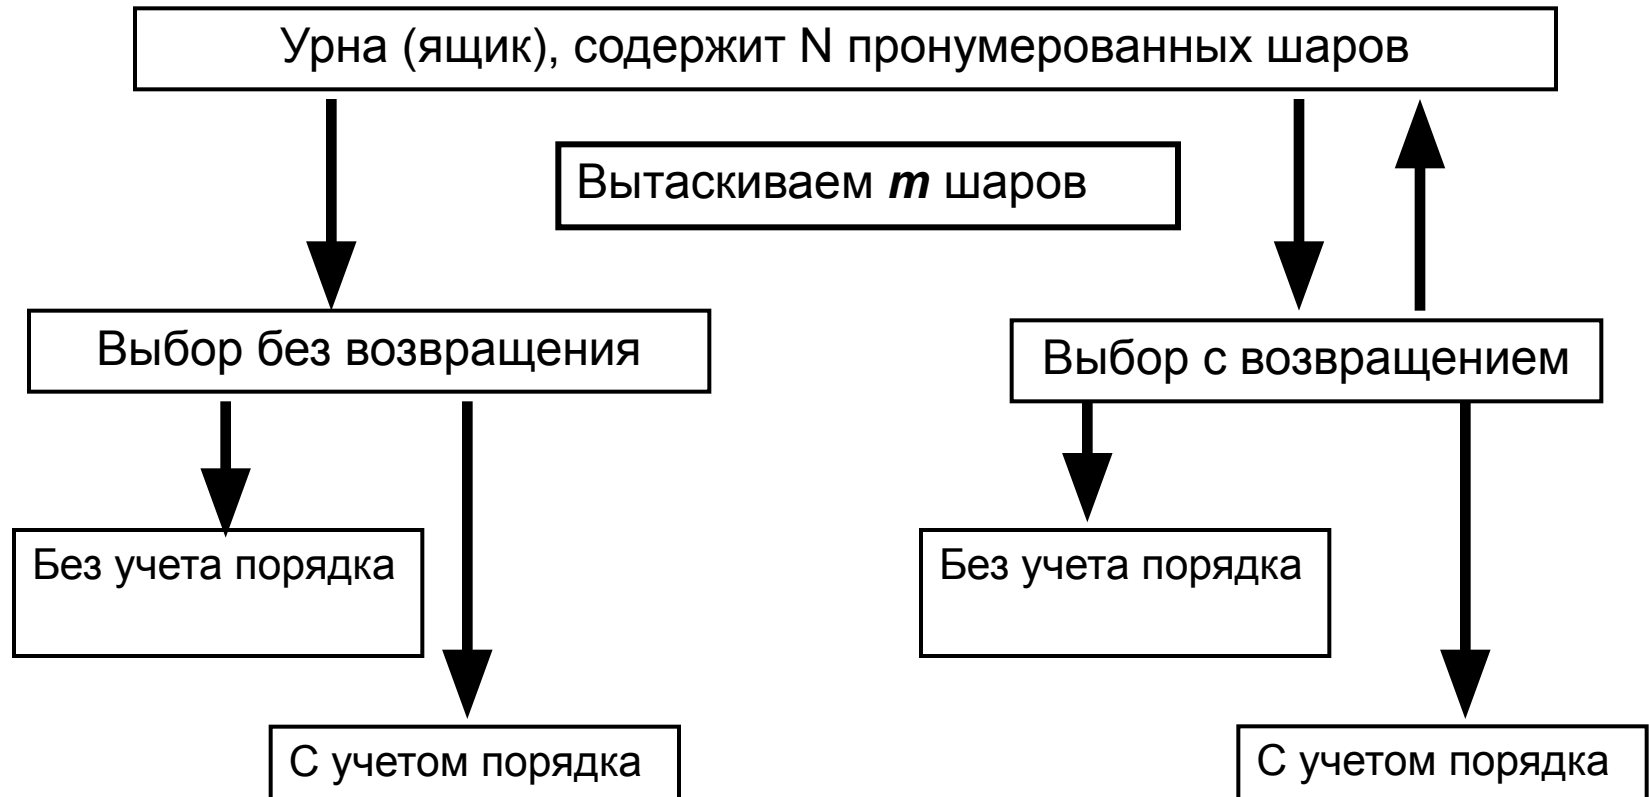 Урна (ящик), содержит N пронумерованных шаров
Вытаскиваем m шаров
Выбор без возвращения
Выбор с возвращением
Без учета порядка
Без учета порядка
С учетом порядка
С учетом порядка